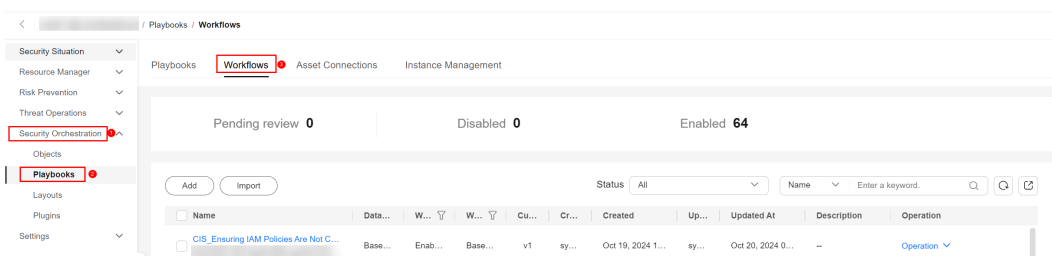 / Playbooks / Workflows
Security Situation
Resource Manager
Risk Prevention
Threat Operations
Security Orchestration 1
Objects
Playbooks 2
Layouts
Plugins
Settings
Playbooks Workflows 3 Asset Connections Instance Management
Pending review 0 Disabled 0 Enabled 64
Add Import Status All Name Enter a keyword.
Name Data... W... W... Cu... Cr... Created Up... Updated At Description Operation
CIS_Ensuring IAM Policies Are Not C... Base... Enab... Base... v1 sy... Oct 19, 2024 1... sy... Oct 20, 2024 0... -- Operation